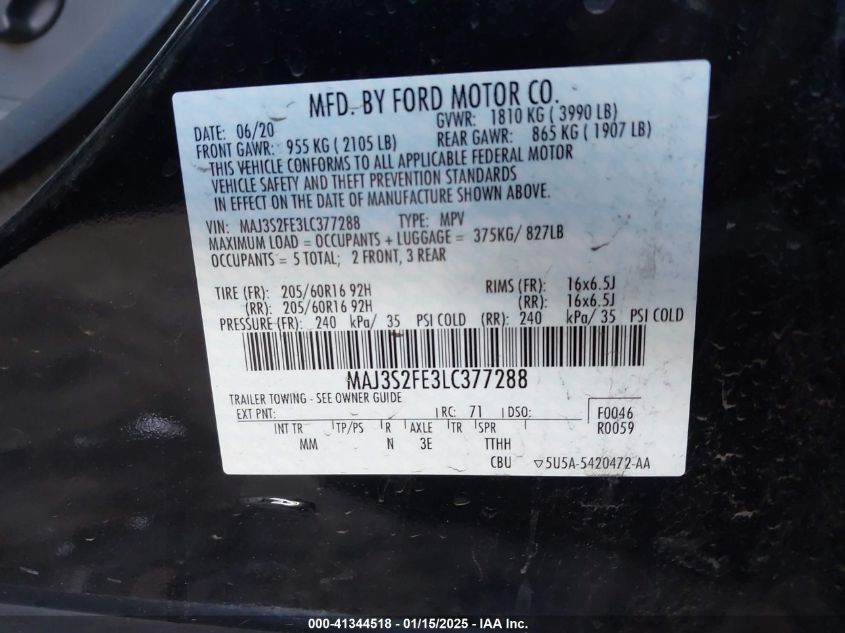 MFD. BY FORD MOTOR CO.
DATE: 06/20 GVWR: 1810 KG ( 3990 LB)
FRONT GAWR: 955 KG ( 2105 LB) REAR GAWR: 865 KG ( 1907 LB)
THIS VEHICLE CONFORMS TO ALL APPLICABLE FEDERAL MOTOR
VEHICLE SAFETY AND THEFT PREVENTION STANDARDS
IN EFFECT ON THE DATE OF MANUFACTURE SHOWN ABOVE.
VIN: MAJ3S2FE3LC377288 TYPE: MPV
MAXIMUM LOAD = OCCUPANTS + LUGGAGE = 375KG/ 827LB
OCCUPANTS = 5 TOTAL; 2 FRONT, 3 REAR
TIRE (FR): 205/60R16 92H RIMS (FR): 16x6.5J
(RR): 205/60R16 92H (RR): 16x6.5J
PRESSURE (FR): 240 kPa/ 35 PSI COLD (RR): 240 kPa/ 35 PSI COLD
MAJ3S2FE3LC377288
TRAILER TOWING - SEE OWNER GUIDE
EXT PNT: RC: 71 DSO: F0046
INT TR TP/PS R AXLE TR SPR R0059
MM N 3E TTHH
CBU ▽5U5A-5420472-AA
000-41344518 - 01/15/2025 - IAA Inc.